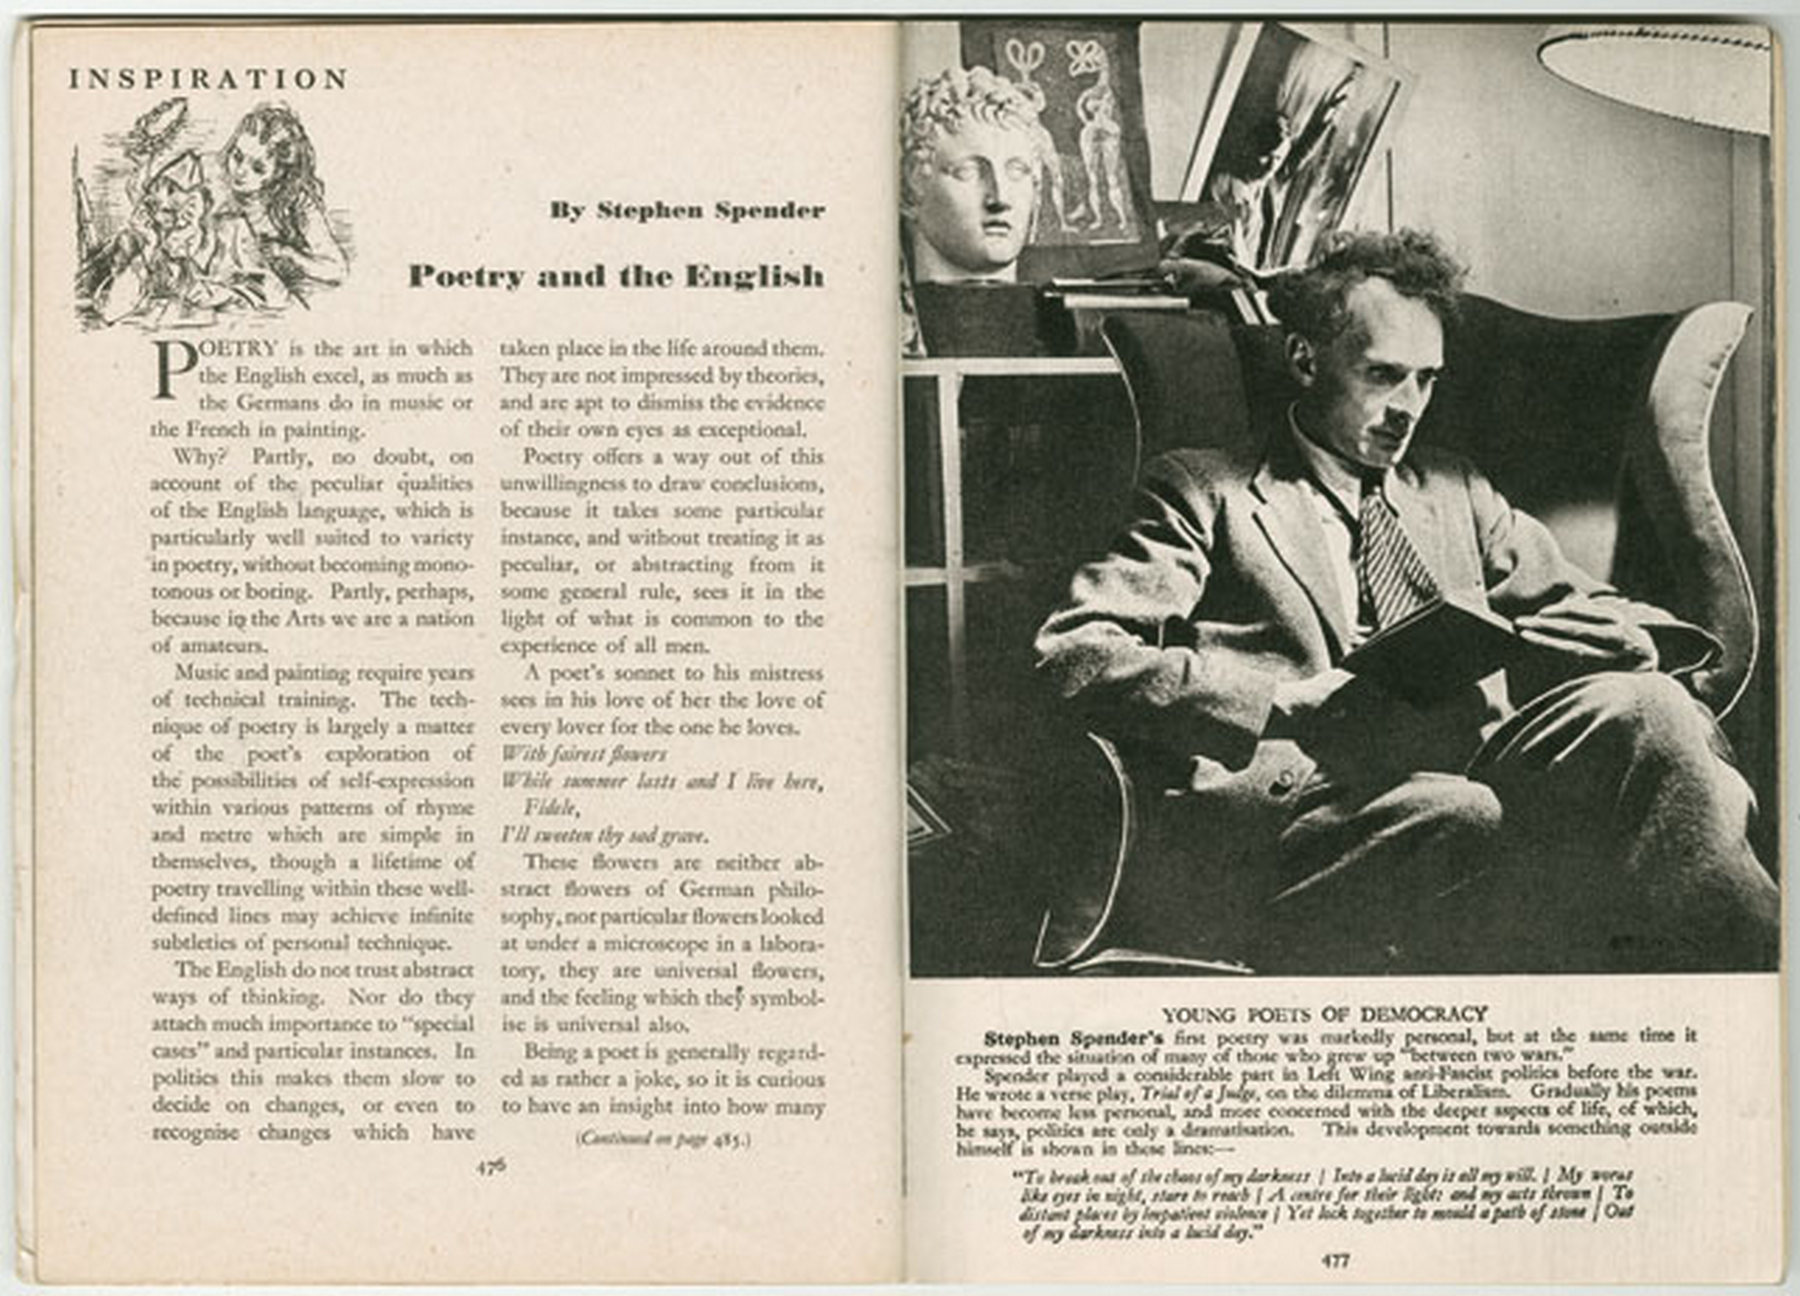 INSPIRATION
By Stephen Spender
Poetry and the English
POETRY is the art in which
the English excel, as much as
the Germans do in music or
the French in painting.
Why? Partly, no doubt, on
account of the peculiar qualities
of the English language, which is
particularly well suited to variety
in poetry, without becoming mono-
tonous or boring. Partly, perhaps,
because in the Arts we are a nation
of amateurs.
Music and painting require years
of technical training. The tech-
nique of poetry is largely a matter
of the poet's exploration of
the possibilities of self-expression
within various patterns of rhyme
and metre which are simple in
themselves, though a lifetime of
poetry travelling within these well-
defined lines may achieve infinite
subtleties of personal technique.
The English do not trust abstract
ways of thinking. Nor do they
attach much importance to "special
cases" and particular instances. In
politics this makes them slow to
decide on changes, or even to
recognise changes which have
taken place in the life around them.
They are not impressed by theories,
and are apt to dismiss the evidence
of their own eyes as exceptional.
Poetry offers a way out of this
unwillingness to draw conclusions,
because it takes some particular
instance, and without treating it as
peculiar, or abstracting from it
some general rule, sees it in the
light of what is common to the
experience of all men.
A poet's sonnet to his mistress
sees in his love of her the love of
every lover for the one he loves.
With fairest flowers
While summer lasts and I live here,
Fidele,
I'll sweeten thy sad grave.
These flowers are neither ab-
stract flowers of German philo-
sophy, nor particular flowers looked
at under a microscope in a labora-
tory, they are universal flowers,
and the feeling which they symbol-
ise is universal also.
Being a poet is generally regard-
ed as rather a joke, so it is curious
to have an insight into how many
(Continued on page 485.)
476
YOUNG POETS OF DEMOCRACY
Stephen Spender's first poetry was markedly personal, but at the same time it
expressed the situation of many of those who grew up "between two wars."
Spender played a considerable part in Left Wing anti-Fascist politics before the war.
He wrote a verse play, Trial of a Judge, on the dilemma of Liberalism. Gradually his poems
have become less personal, and more concerned with the deeper aspects of life, of which,
he says, politics are only a dramatisation. This development towards something outside
himself is shown in these lines:—
"To break out of the chaos of my darkness | Into a lucid day is all my will. | My words
like eyes in night, stare to reach | A centre for their light: and my acts thrown | To
distant places by impatient violence | Yet lock together to mould a path of stone | Out
of my darkness into a lucid day."
477